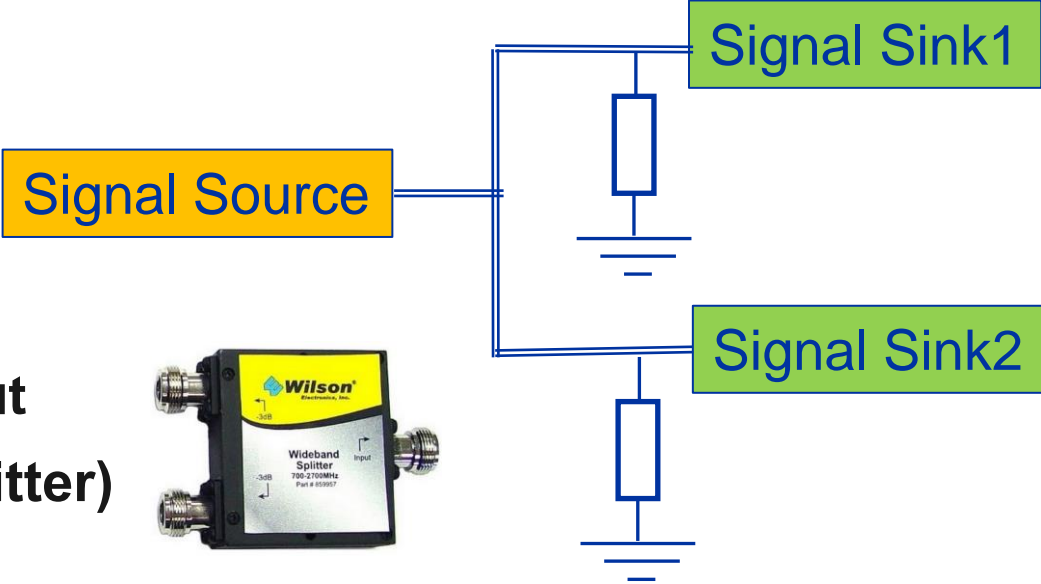 Signal Sink1
Signal Source
Signal Sink2
ut
itter)
Wilson®
Electronics, Inc.
-3dB
Input
Wideband
Splitter
700-2700MHz
Part # 859957
-3dB